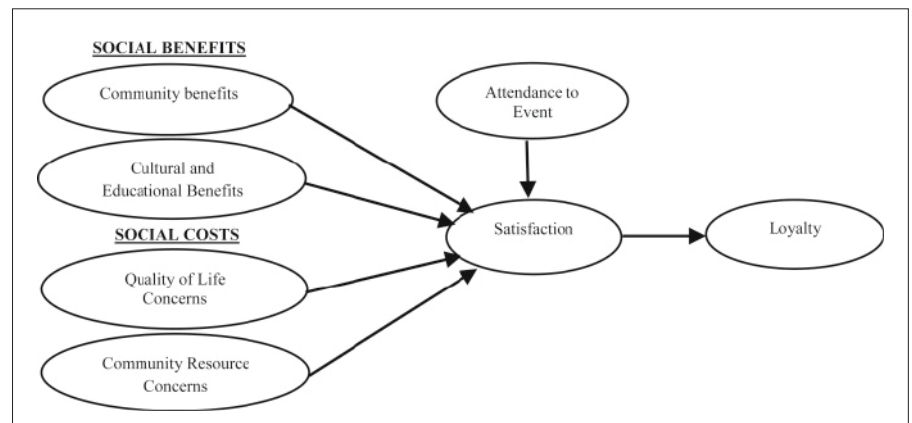 SOCIAL BENEFITS
Community benefits
Cultural and
Educational Benefits
SOCIAL COSTS
Quality of Life
Concerns
Community Resource
Concerns
Attendance to
Event
Satisfaction
Loyalty